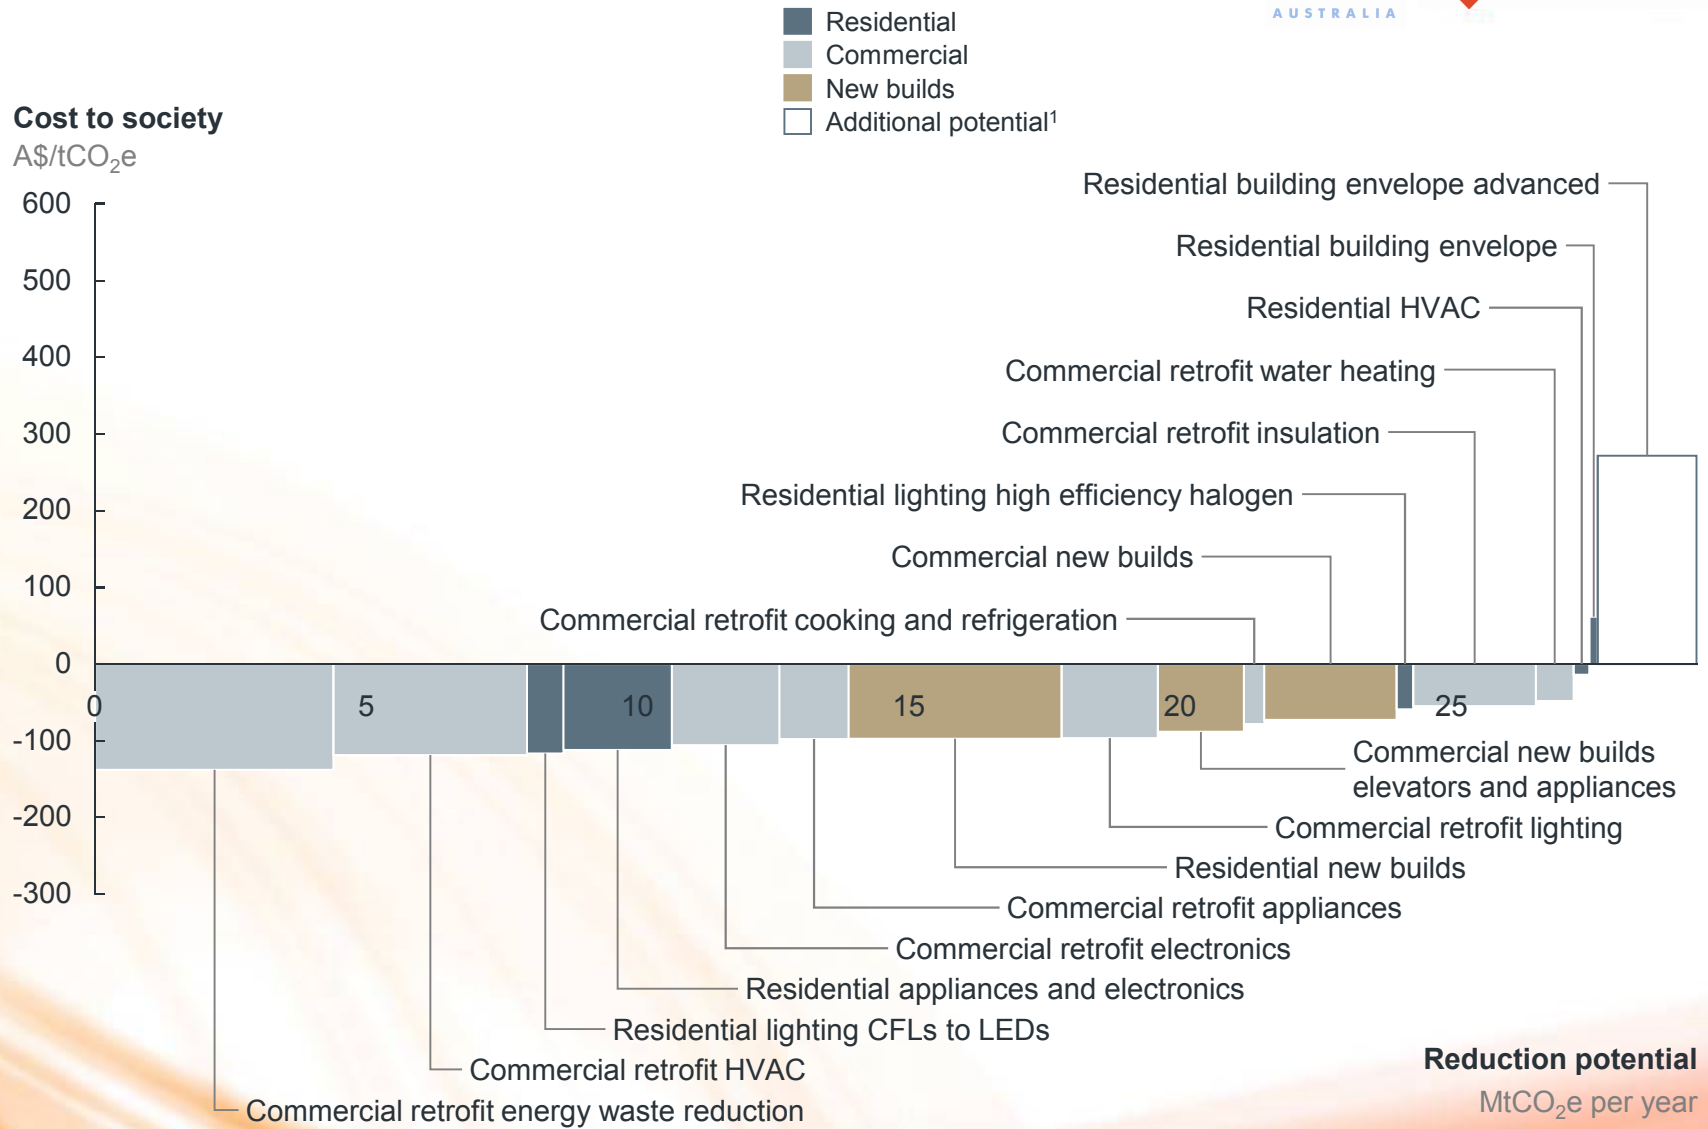 AUSTRALIA
Residential
Commercial
New builds
Additional potential¹
Cost to society
A$/tCO₂e
600
500
400
300
200
100
0
-100
-200
-300
Residential building envelope advanced
Residential building envelope
Residential HVAC
Commercial retrofit water heating
Commercial retrofit insulation
Residential lighting high efficiency halogen
Commercial new builds
Commercial retrofit cooking and refrigeration
0 5 10 15 20 25
Commercial new builds
elevators and appliances
Commercial retrofit lighting
Residential new builds
Commercial retrofit appliances
Commercial retrofit electronics
Residential appliances and electronics
Residential lighting CFLs to LEDs
Commercial retrofit HVAC
Commercial retrofit energy waste reduction
Reduction potential
MtCO₂e per year